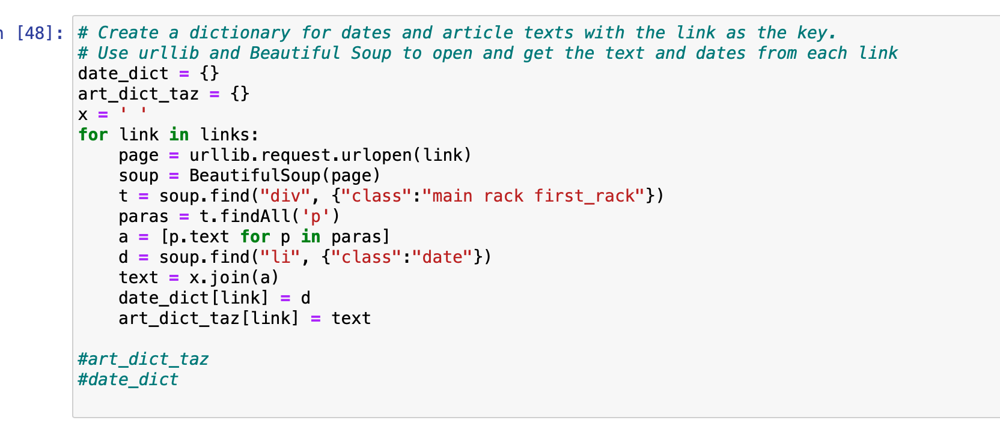 [48]:
# Create a dictionary for dates and article texts with the link as the key.
# Use urllib and Beautiful Soup to open and get the text and dates from each link
date_dict = {}
art_dict_taz = {}
x = ' '
for link in links:
    page = urllib.request.urlopen(link)
    soup = BeautifulSoup(page)
    t = soup.find("div", {"class":"main rack first_rack"})
    paras = t.findAll('p')
    a = [p.text for p in paras]
    d = soup.find("li", {"class":"date"})
    text = x.join(a)
    date_dict[link] = d
    art_dict_taz[link] = text
#art_dict_taz
#date_dict